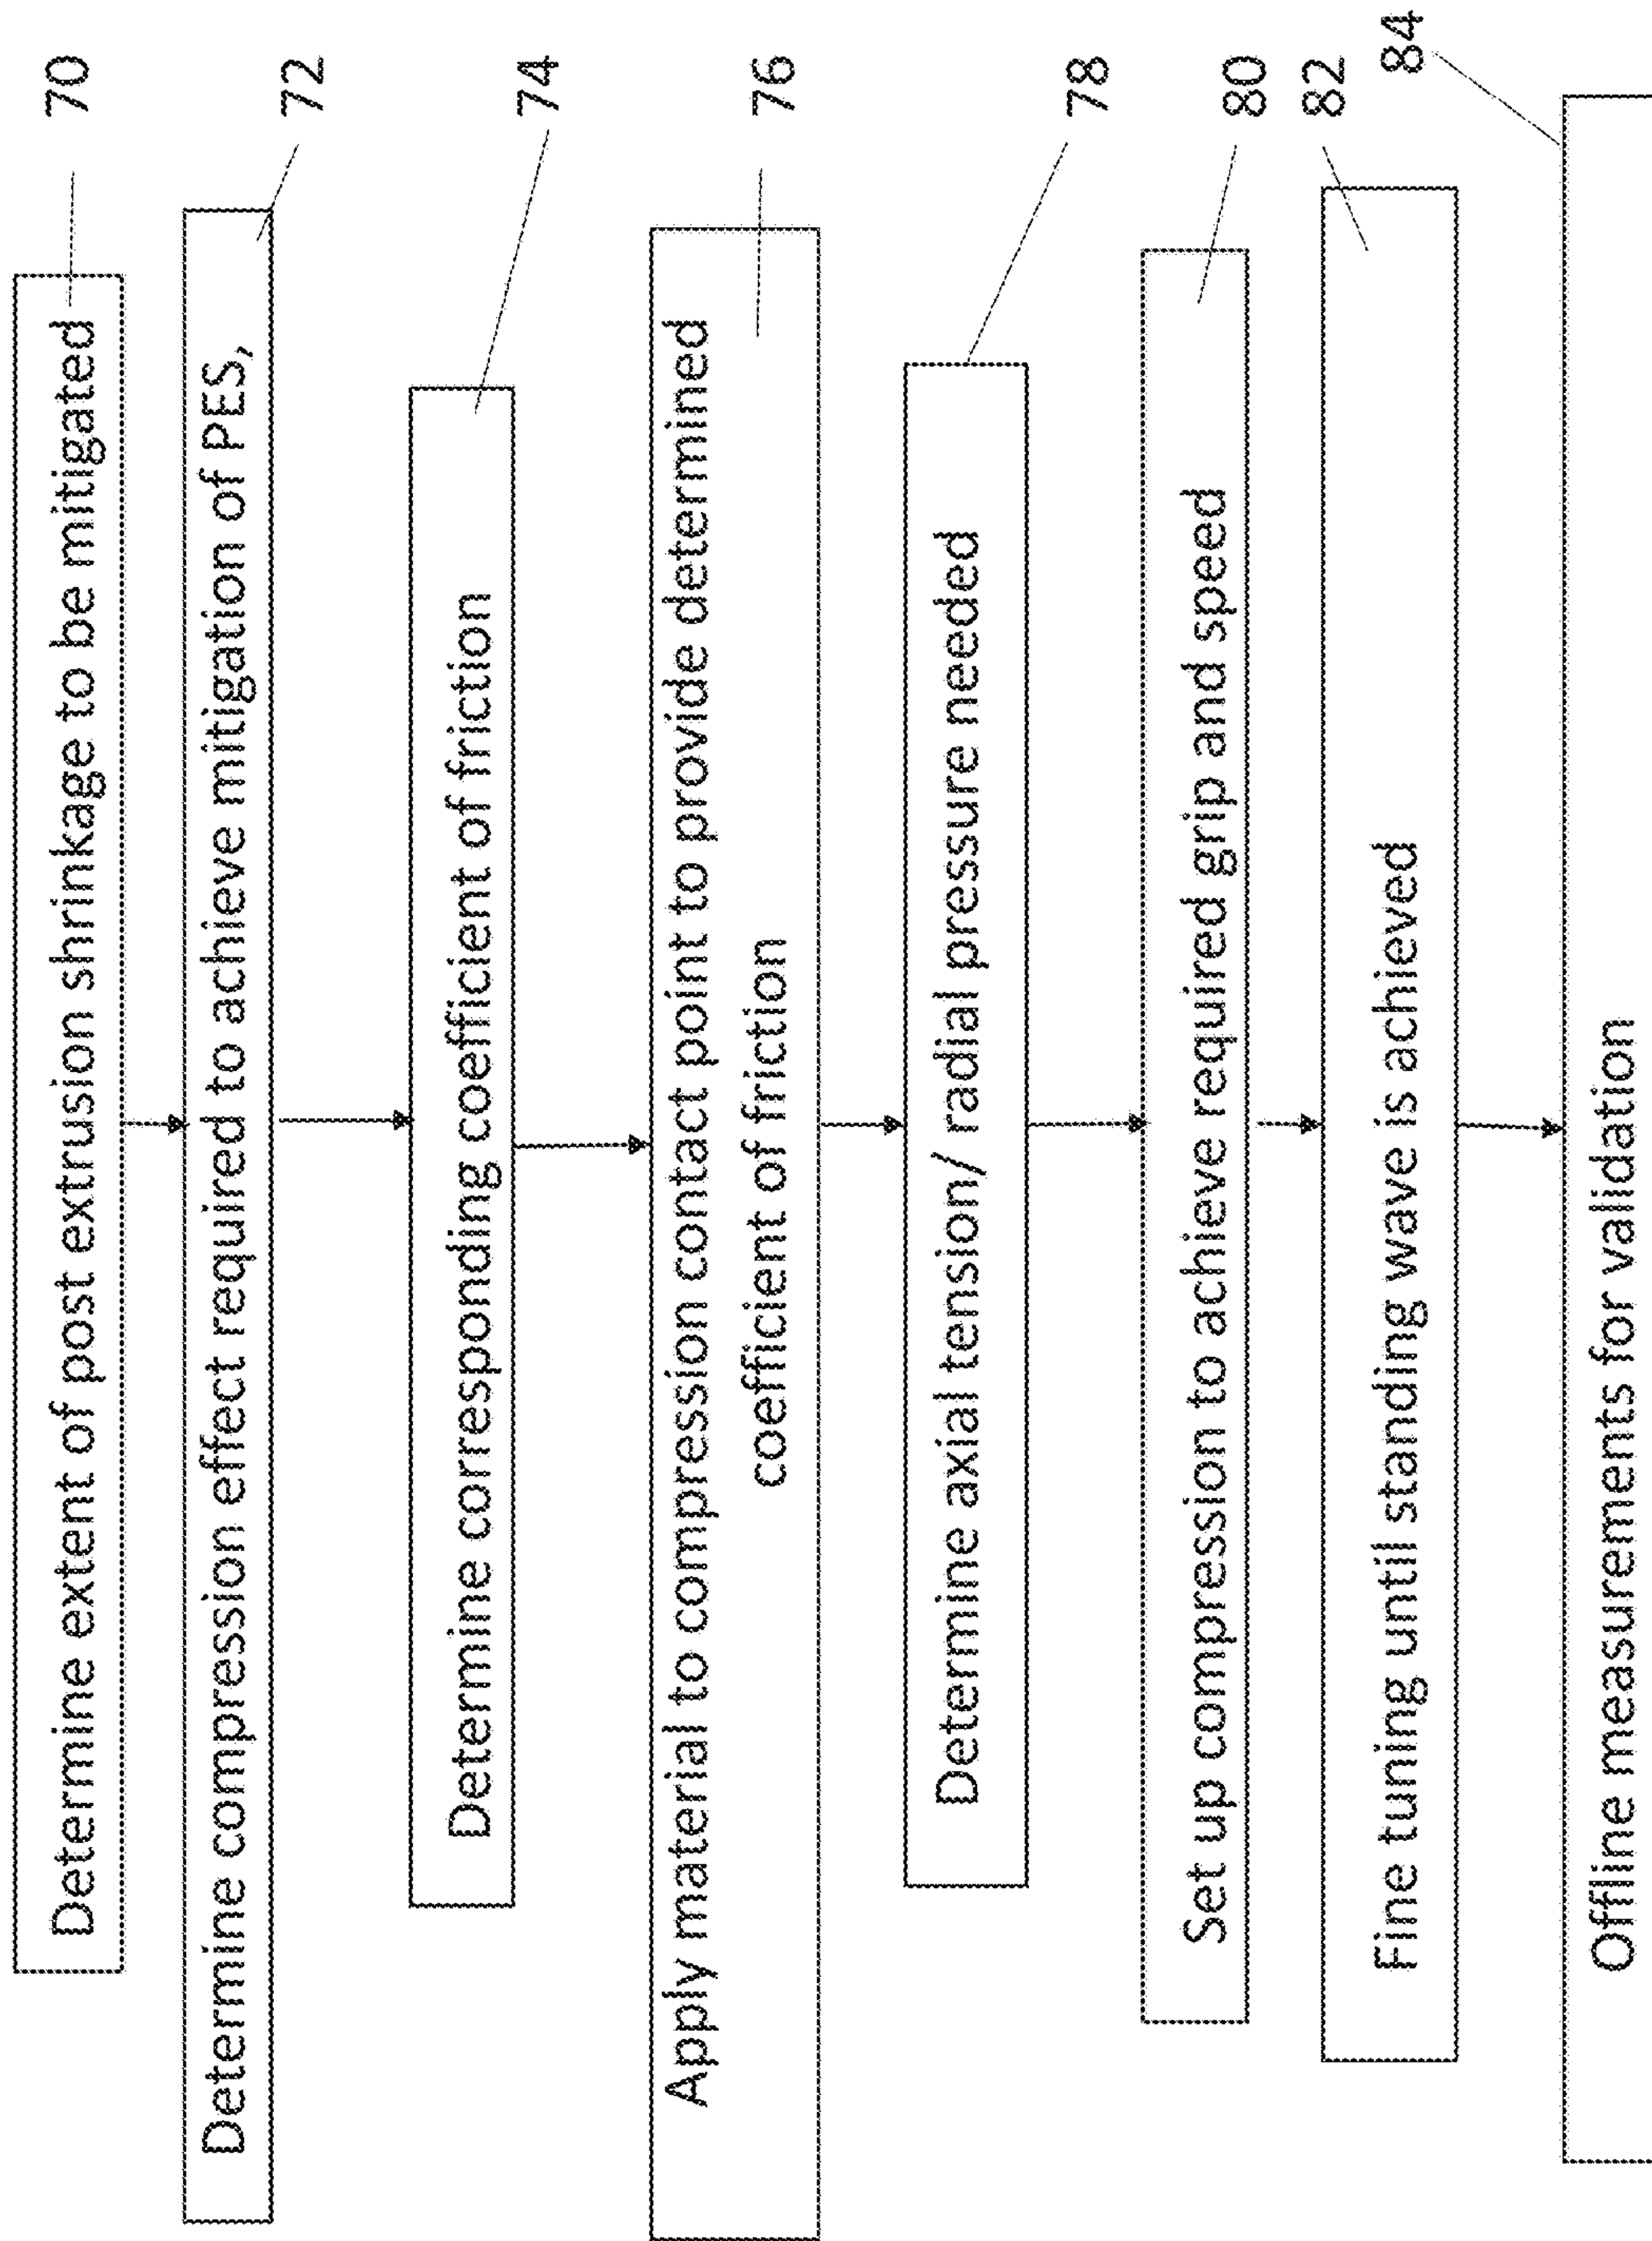 Determine extent of post extrusion shrinkage to be mitigated
70
Determine compression effect required to achieve mitigation of PES,
72
Determine corresponding coefficient of friction
74
Apply material to compression contact point to provide determined
coefficient of friction
76
Determine axial tension/ radial pressure needed
78
Set up compression to achieve required grip and speed
80
Fine tuning until standing wave is achieved
82
Offline measurements for validation
84